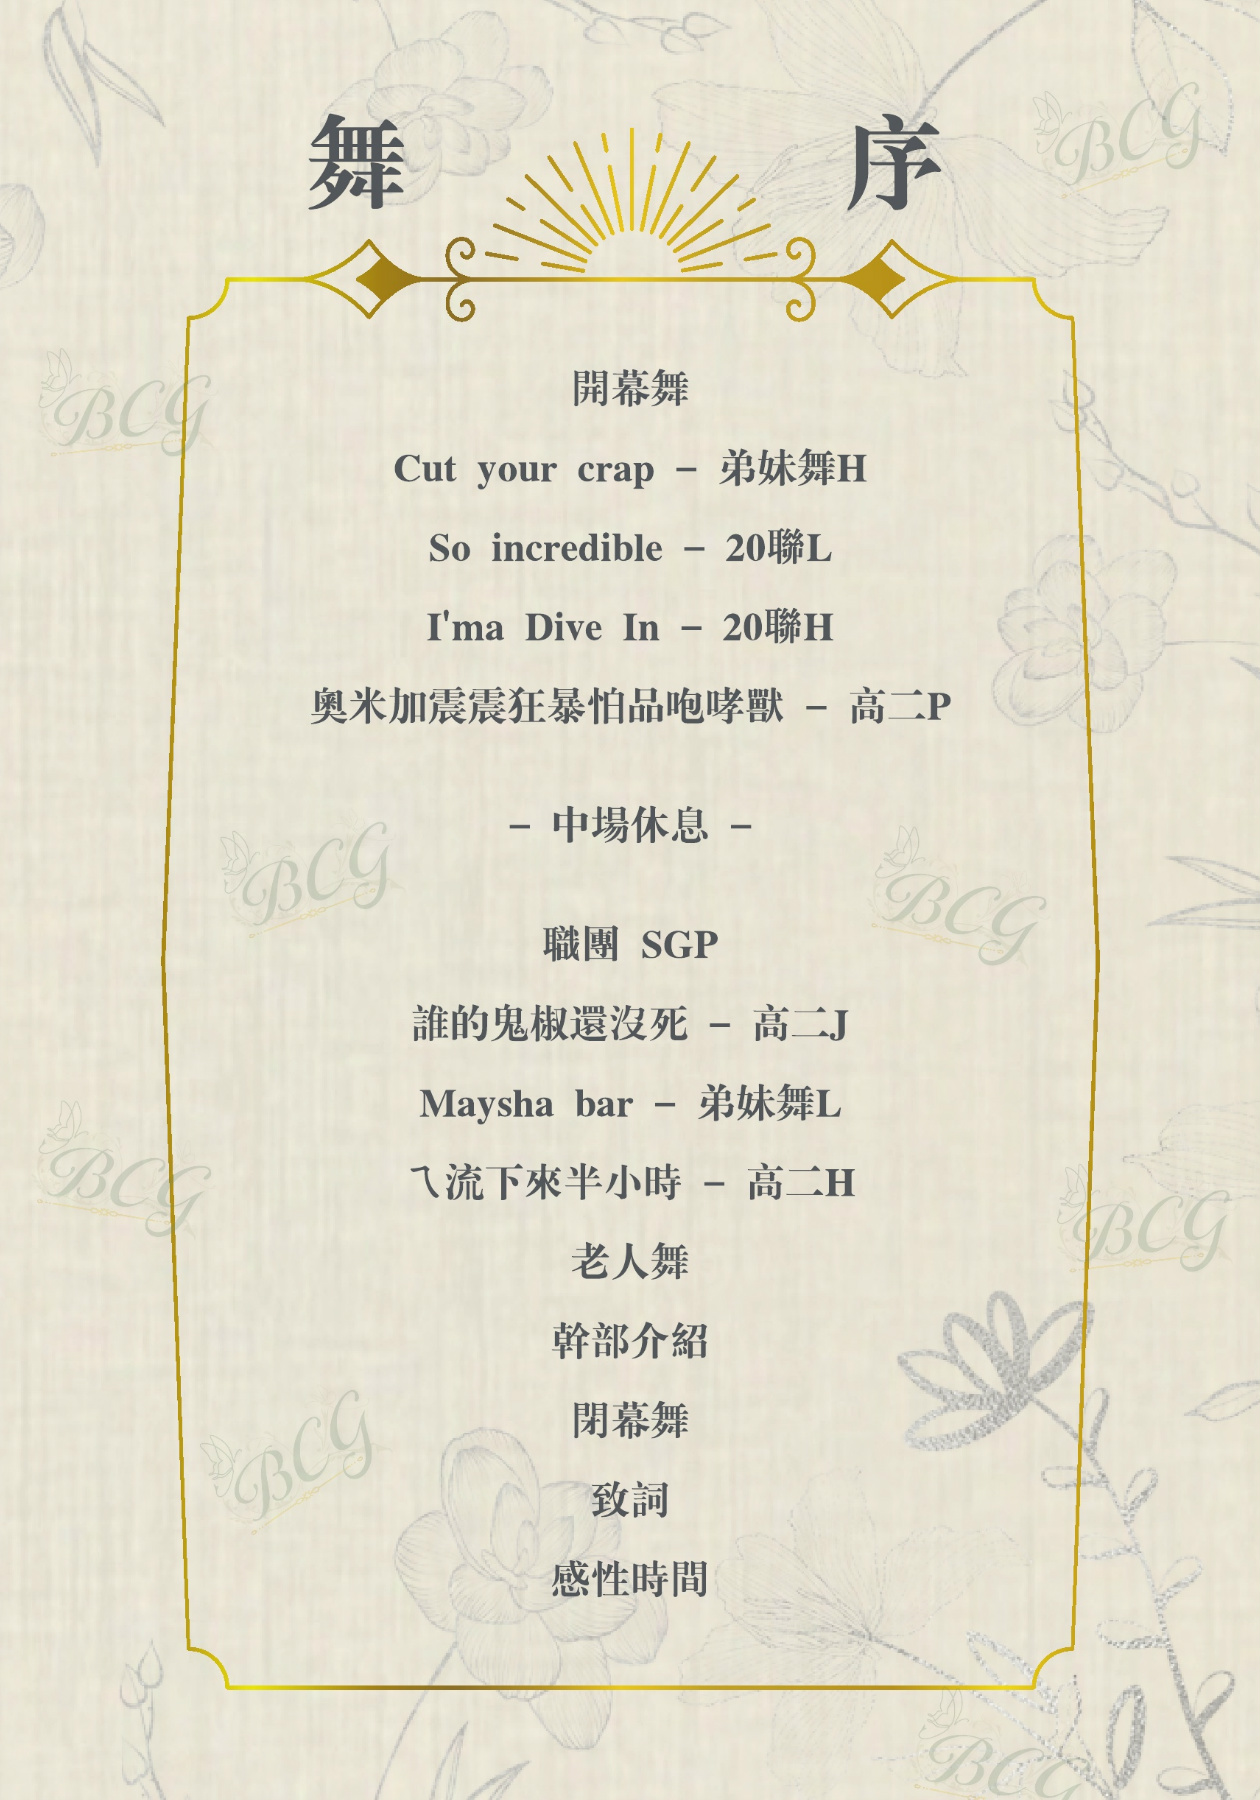 舞序
開幕舞
Cut your crap – 弟妹舞H
So incredible – 20聯L
I'ma Dive In – 20聯H
奧米加震震狂暴怕品咆哮獸 – 高二P
– 中場休息 –
職團 SGP
誰的鬼椒還沒死 – 高二J
Maysha bar – 弟妹舞L
ㄟ流下來半小時 – 高二H
老人舞
幹部介紹
閉幕舞
致詞
感性時間
BCG
BCG
BCG
BCG
BCG
BCG
BCG
BCG